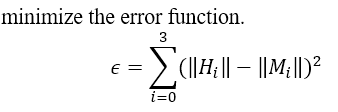 minimize the error function.
ϵ = ∑_{i=0}^{3} (‖H_i‖ − ‖M_i‖)²